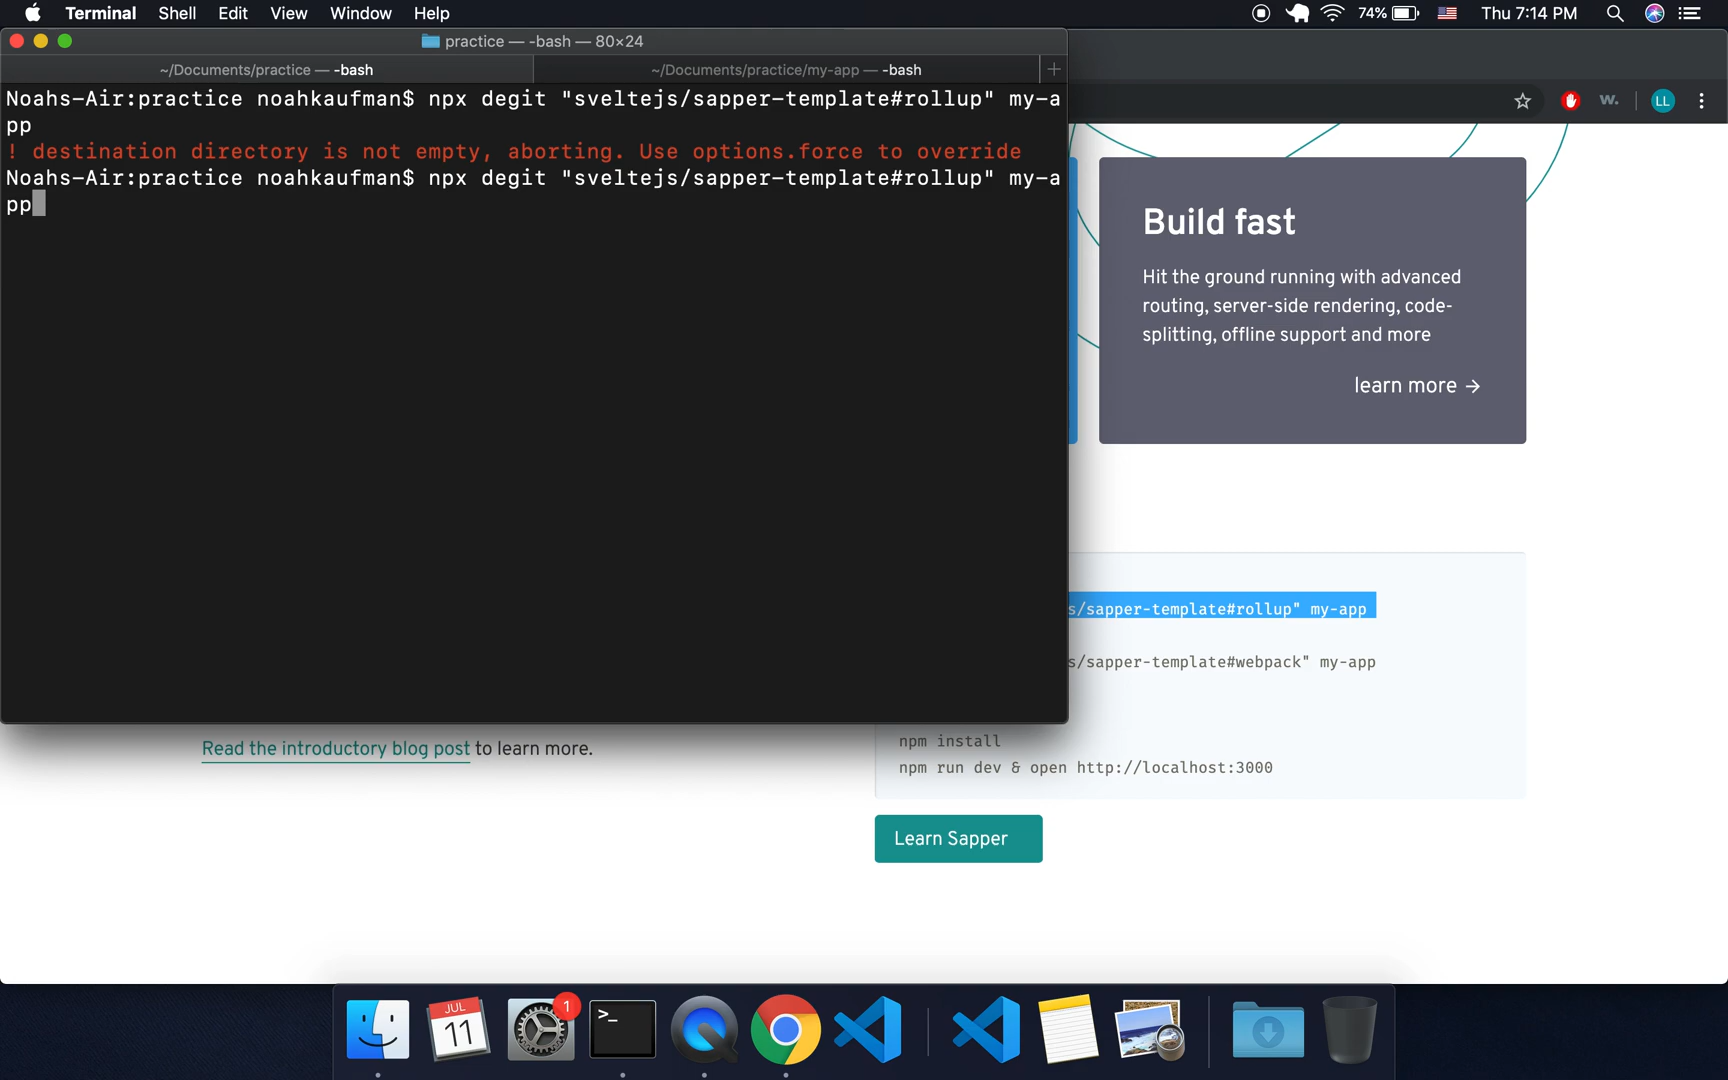 Terminal Shell Edit View Window Help 74% Thu 7:14 PM
practice — -bash — 80×24
~/Documents/practice — -bash ~/Documents/practice/my-app — -bash +
Noahs-Air:practice noahkaufman$ npx degit "sveltejs/sapper-template#rollup" my-a
pp
! destination directory is not empty, aborting. Use options.force to override
Noahs-Air:practice noahkaufman$ npx degit "sveltejs/sapper-template#rollup" my-a
pp
w. LL
Build fast
Hit the ground running with advanced
routing, server-side rendering, code-
splitting, offline support and more
learn more →
s/sapper-template#rollup" my-app
s/sapper-template#webpack" my-app
npm install
npm run dev & open http://localhost:3000
Read the introductory blog post to learn more.
Learn Sapper
JUL
11
1
>_